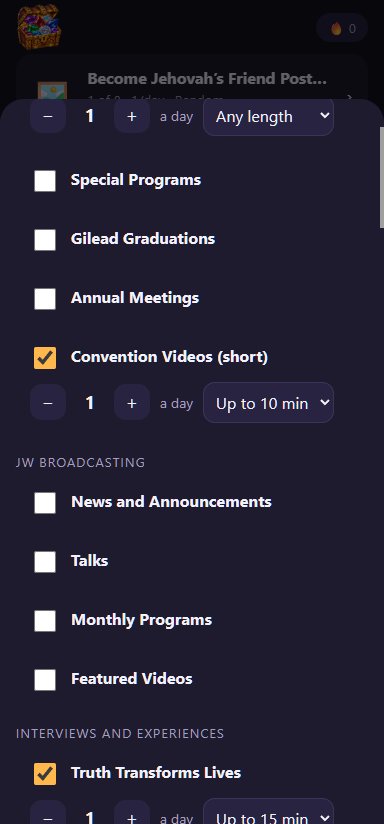 0
Become Jehovah's Friend Post...
− 1 + a day Any length
Special Programs
Gilead Graduations
Annual Meetings
Convention Videos (short)
− 1 + a day Up to 10 min
JW BROADCASTING
News and Announcements
Talks
Monthly Programs
Featured Videos
INTERVIEWS AND EXPERIENCES
Truth Transforms Lives
− 1 + a day Up to 15 min